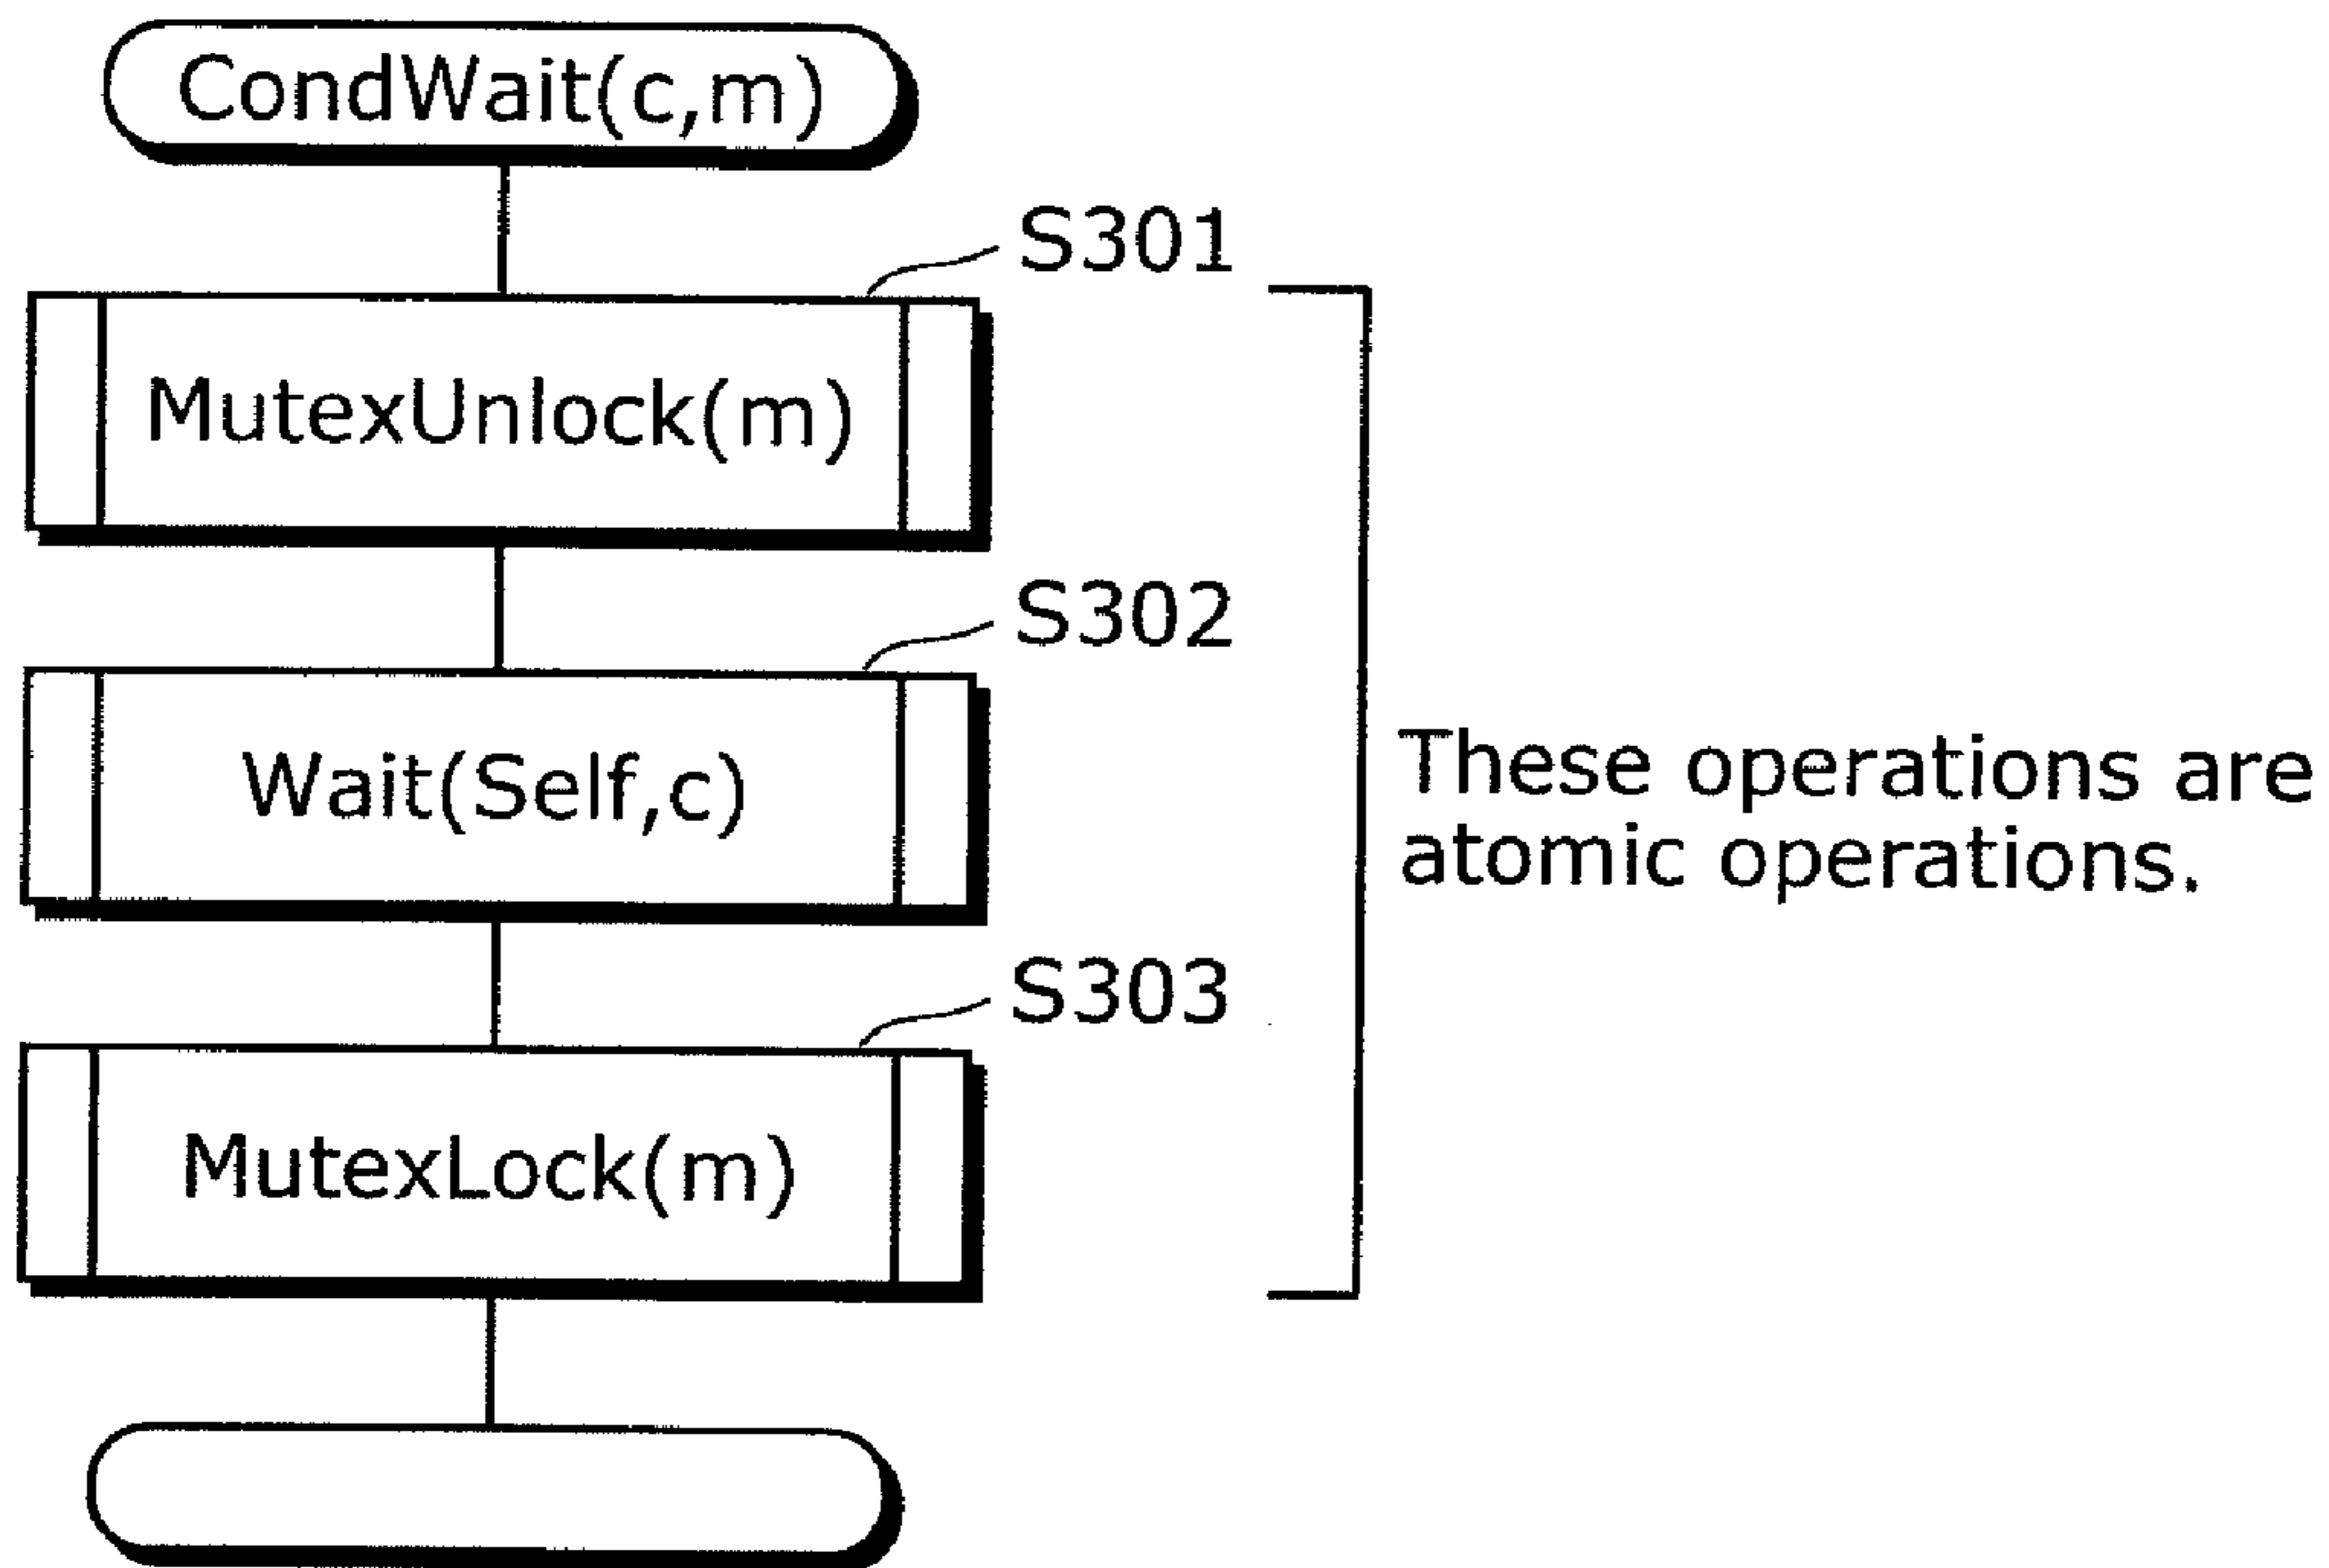 CondWait(c,m)
S301
MutexUnlock(m)
S302
Wait(Self,c)
These operations are
atomic operations.
S303
MutexLock(m)